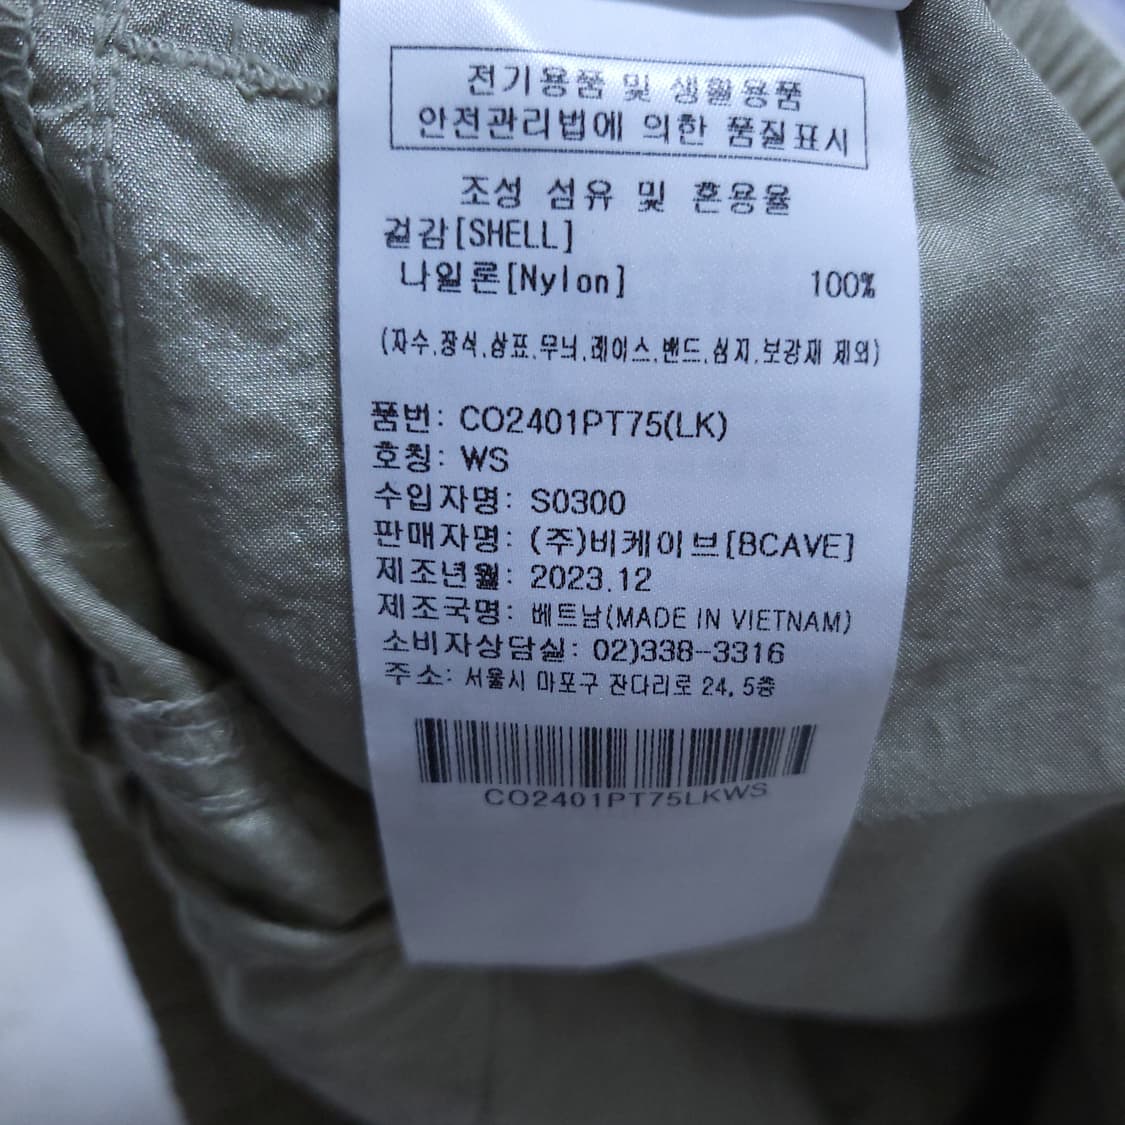 전기용품 및 생활용품
안전관리법에 의한 품질표시
조성 섬유 및 혼용율
겉감[SHELL]
나일론[Nylon] 100%
(자수.장식.상표.무늬.레이스.밴드.심지.보강재 제외)
품번: CO2401PT75(LK)
호칭: WS
수입자명: S0300
판매자명: (주)비케이브[BCAVE]
제조년월: 2023.12
제조국명: 베트남(MADE IN VIETNAM)
소비자상담실: 02)338-3316
주소: 서울시 마포구 잔다리로 24, 5층
CO2401PT75LKWS